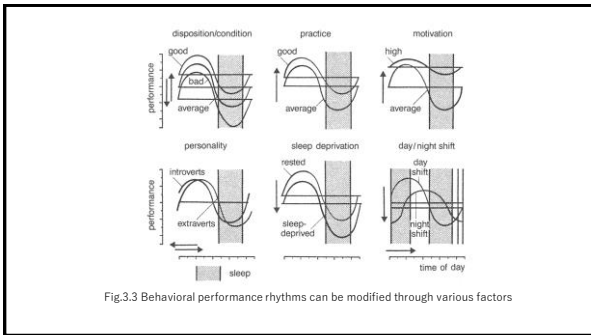 disposition/condition
good
bad
average
performance
practice
good
average
motivation
high
average
personality
introverts
extraverts
performance
sleep deprivation
rested
sleep-
deprived
day/night shift
day
shift
night
shift
sleep
time of day
Fig.3.3 Behavioral performance rhythms can be modified through various factors